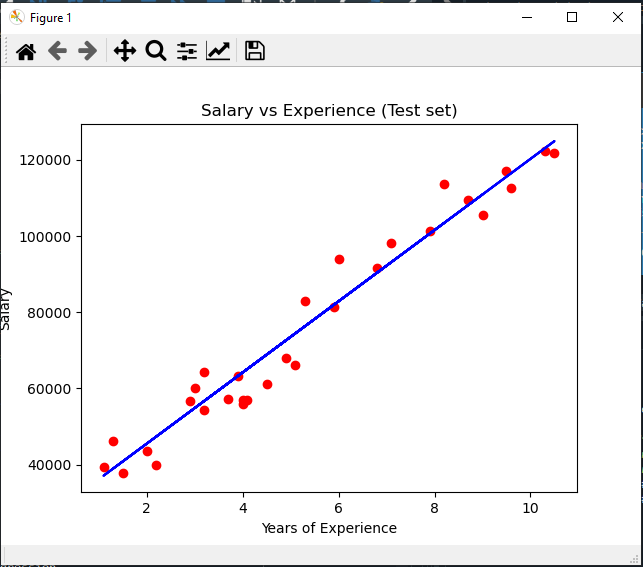 Figure 1
Salary vs Experience (Test set)
120000
100000
80000
60000
40000
Salary
2 4 6 8 10
Years of Experience